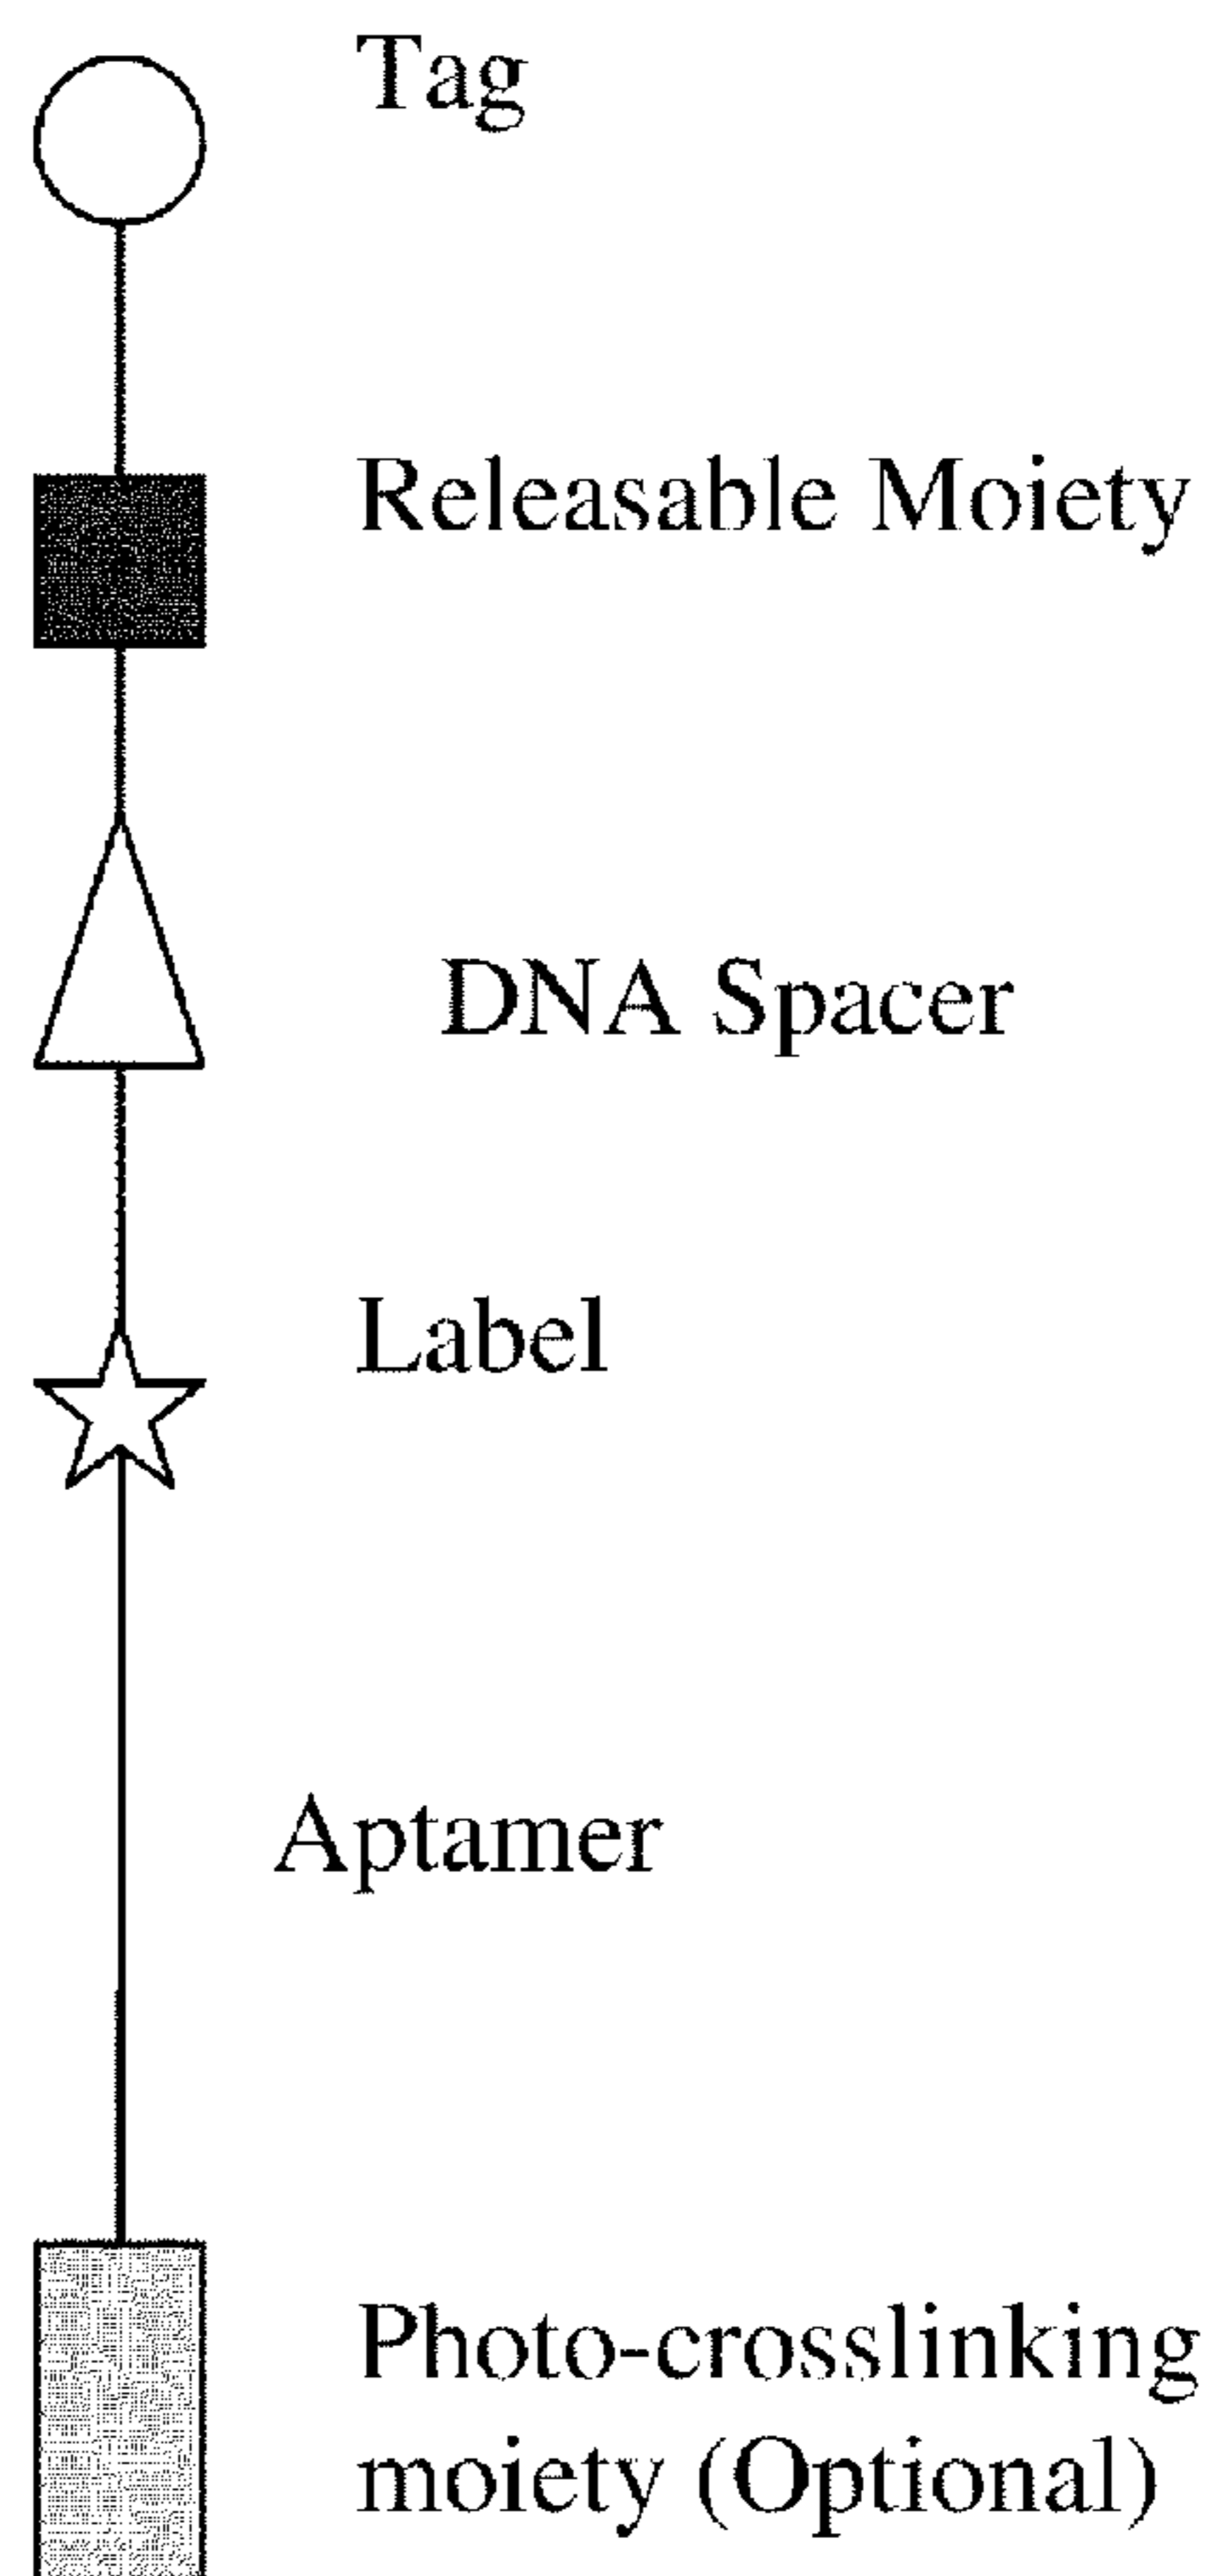 Tag
Releasable Moiety
DNA Spacer
Label
Aptamer
Photo-crosslinking
moiety (Optional)